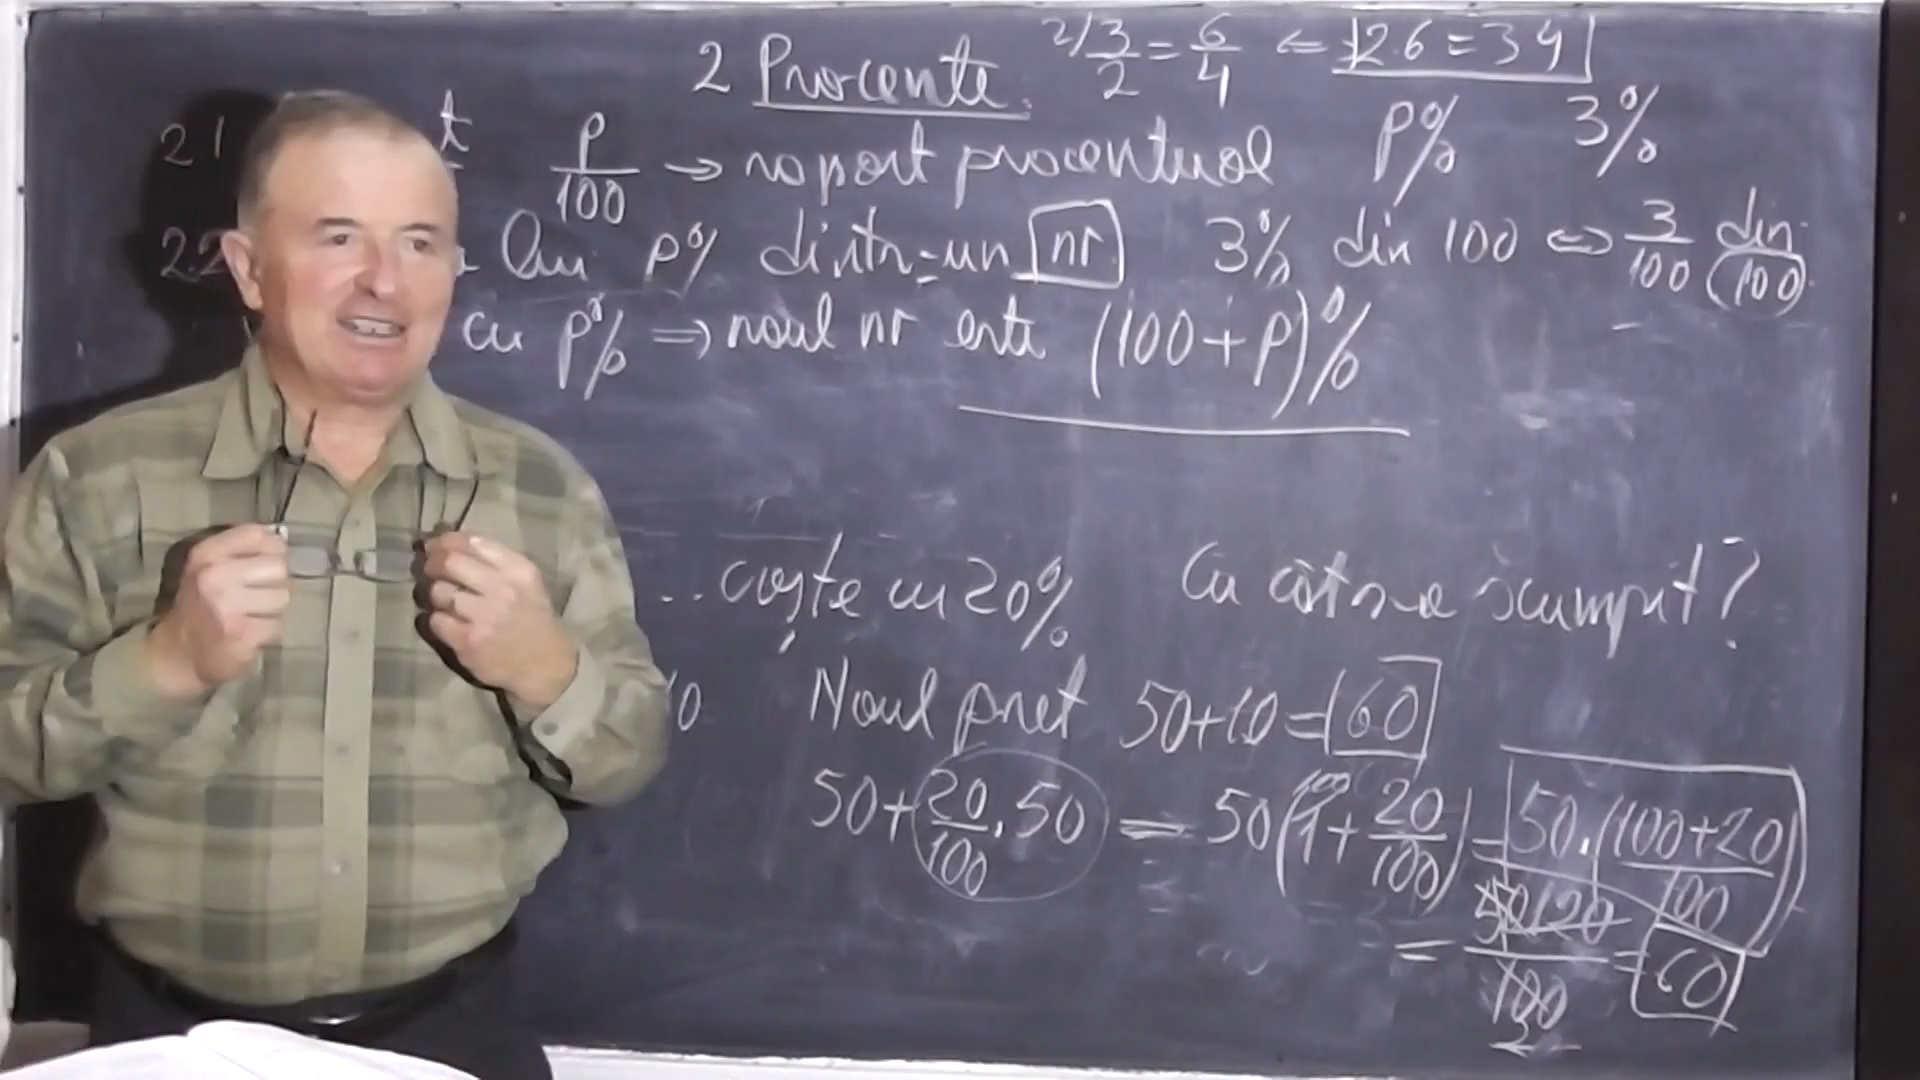 2 Procente. 2/ 3/2 = 6/4 ⇐ 2·6 = 3·4
2.1 t p/100 → raport procentual p% 3%
2.2 lui p% dintr-un nr 3% din 100 ⇔ 3/100 din (100)
cu p% ⇒ noul nr este (100+p)%
.. coște cu 20% Cu cât s-a scumpit?
10 Noul preț 50+10 = 60
50 + 20/100 · 50 = 50 (1 + 20/100) = 50 · (100+20)/100
= 50·120/100 = 60